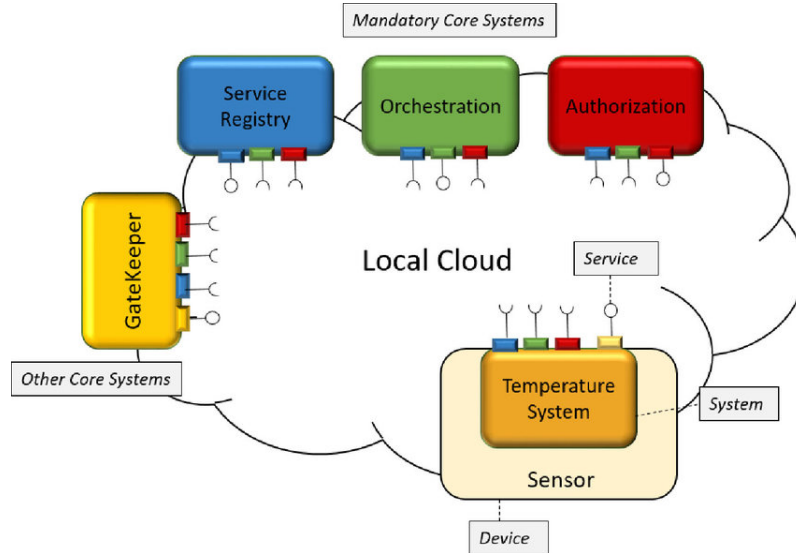 Mandatory Core Systems
Service
Registry
Orchestration
Authorization
GateKeeper
Local Cloud
Service
Other Core Systems
Temperature
System
System
Sensor
Device